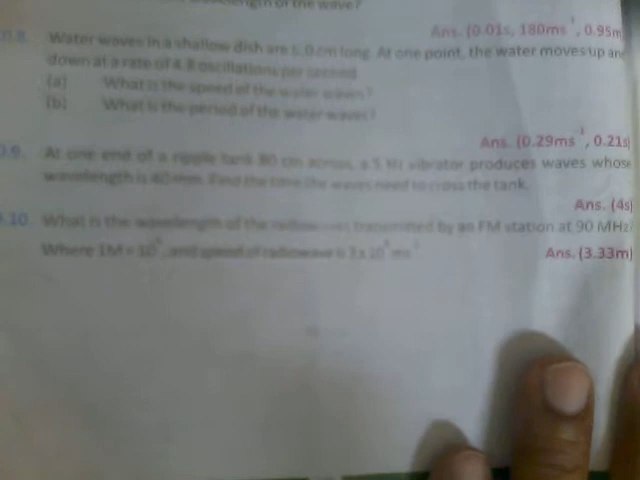 wavelength of the wave?
Ans. (0.01s, 180ms⁻¹, 0.95m
0.8 Water waves in a shallow dish are 6.0 cm long. At one point, the water moves up and
down at a rate of 4.8 oscillations per second.
(a) What is the speed of the water waves?
(b) What is the period of the water waves?
Ans. (0.29ms⁻¹, 0.21s)
0.9. At one end of a ripple tank 80 cm across, a 5 Hz vibrator produces waves whose
wavelength is 40 mm. Find the time the waves need to cross the tank.
Ans. (4s)
.10 What is the wavelength of the radiowaves transmitted by an FM station at 90 MHz?
Where 1M = 10⁶, and speed of radiowave is 3 x 10⁸ ms⁻¹ Ans. (3.33m)